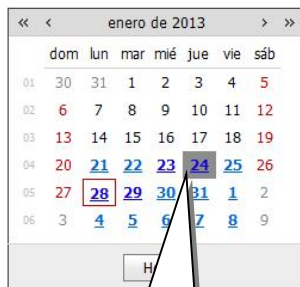 « ‹ enero de 2013 › »
dom lun mar mié jue vie sáb
01 30 31 1 2 3 4 5
02 6 7 8 9 10 11 12
03 13 14 15 16 17 18 19
04 20 21 22 23 24 25 26
05 27 28 29 30 31 1 2
06 3 4 5 6 7 8 9